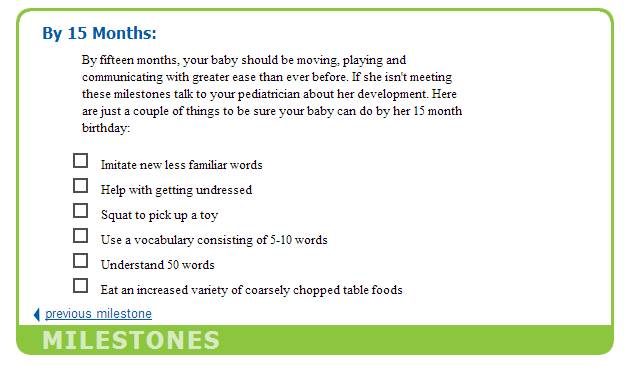 By 15 Months:
By fifteen months, your baby should be moving, playing and
communicating with greater ease than ever before. If she isn't meeting
these milestones talk to your pediatrician about her development. Here
are just a couple of things to be sure your baby can do by her 15 month
birthday:
Imitate new less familiar words
Help with getting undressed
Squat to pick up a toy
Use a vocabulary consisting of 5-10 words
Understand 50 words
Eat an increased variety of coarsely chopped table foods
previous milestone
MILESTONES